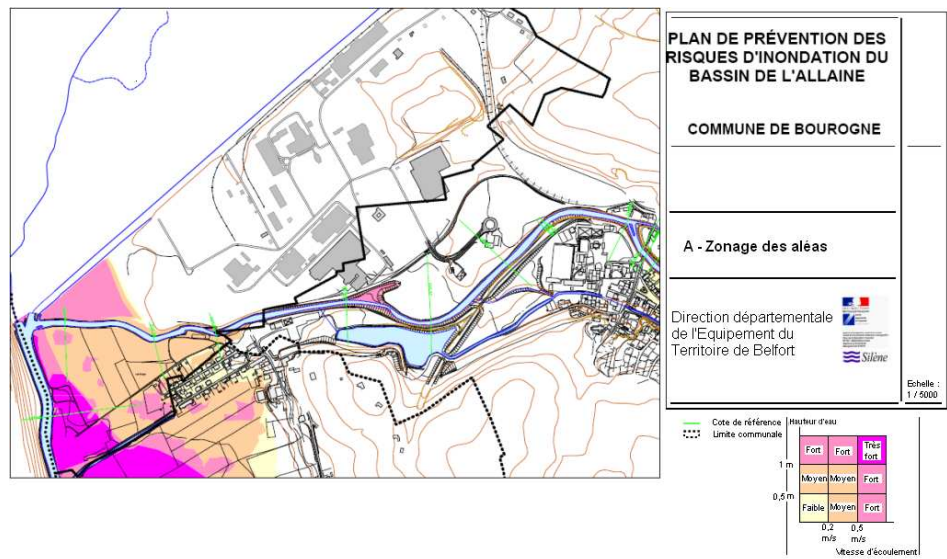 PLAN DE PRÉVENTION DES
RISQUES D'INONDATION DU
BASSIN DE L'ALLAINE
COMMUNE DE BOUROGNE
A - Zonage des aléas
Direction départementale
de l'Equipement du
Territoire de Belfort
Silène
Echelle :
1 / 5000
Cote de référence
Limite communale
Hauteur d'eau
Fort Fort Très fort
1 m
Moyen Moyen Fort
0,5 m
Faible Moyen Fort
0,2 m/s 0,5 m/s
Vitesse d'écoulement